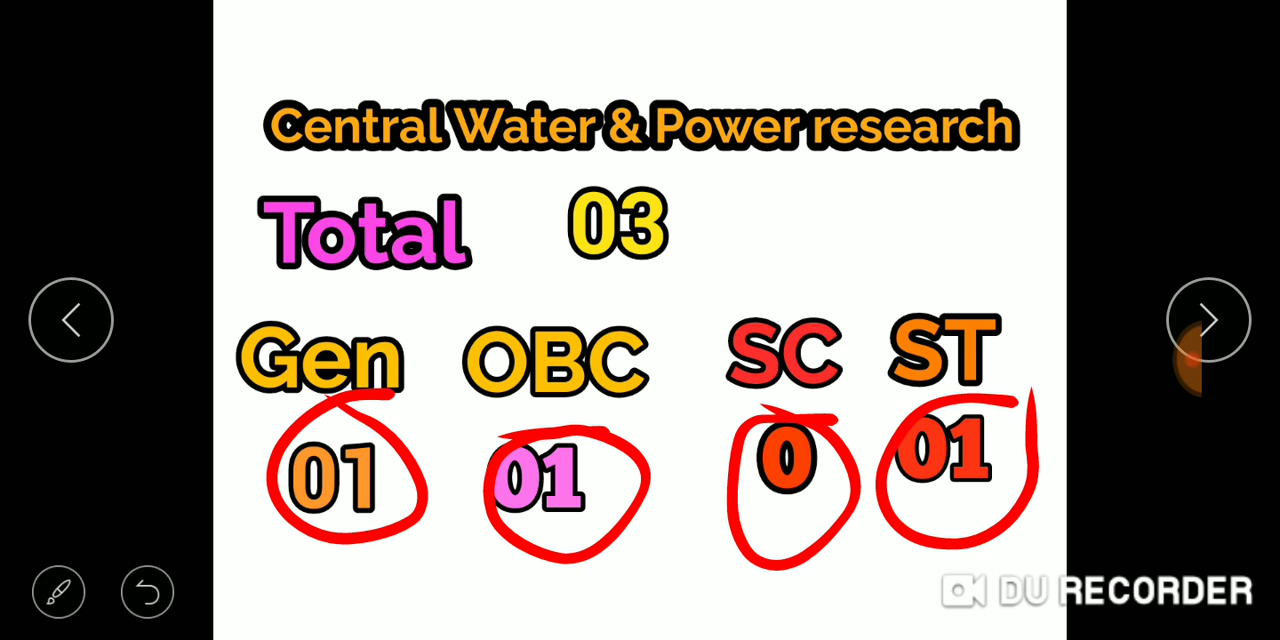 Central Water & Power research
Total 03
Gen OBC SC ST
01 01 0 01
DU RECORDER